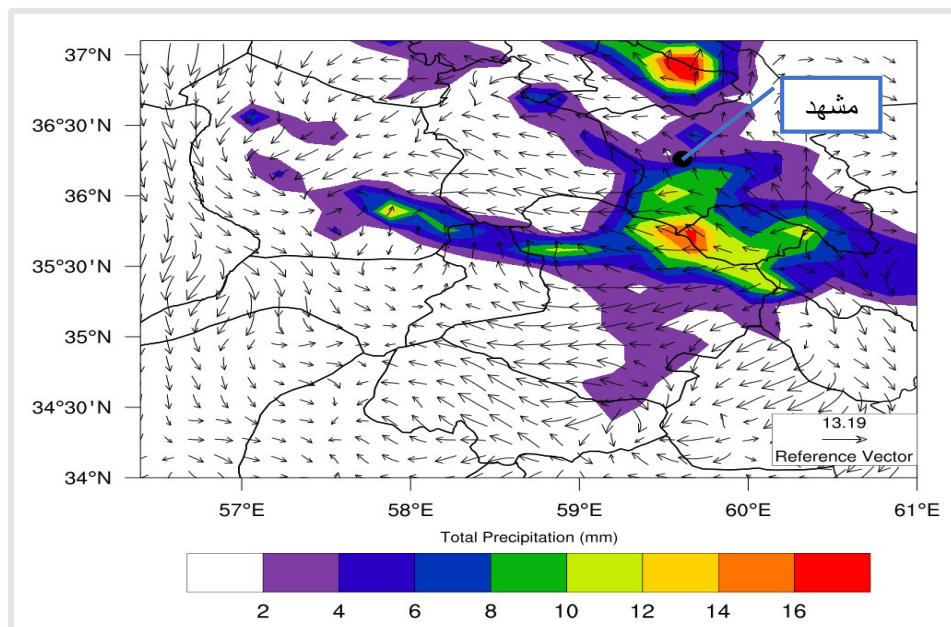 37°N
36°30'N
36°N
35°30'N
35°N
34°30'N
34°N
مشهد
13.19
Reference Vector
57°E 58°E 59°E 60°E 61°E
Total Precipitation (mm)
2 4 6 8 10 12 14 16